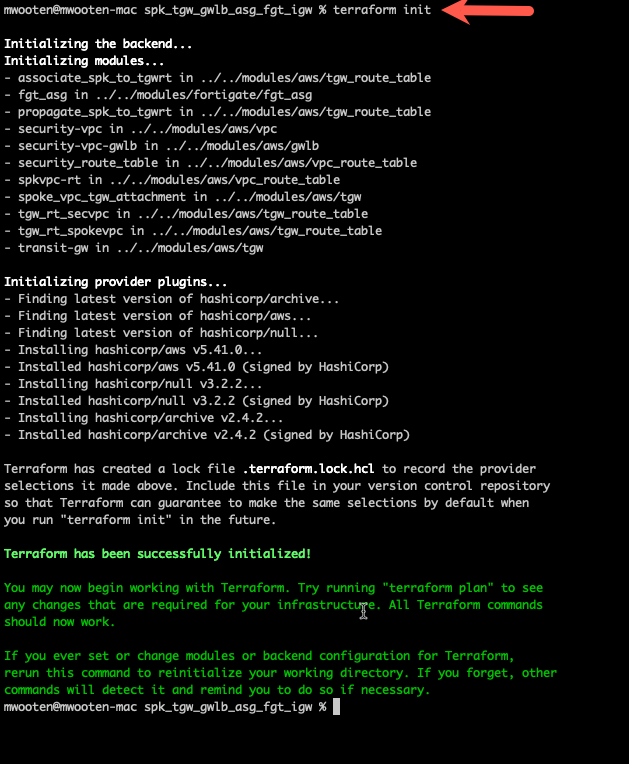 mwooten@mwooten-mac spk_tgw_gwlb_asg_fgt_igw % terraform init
Initializing the backend...
Initializing modules...
- associate_spk_to_tgwrt in ../../modules/aws/tgw_route_table
- fgt_asg in ../../modules/fortigate/fgt_asg
- propagate_spk_to_tgwrt in ../../modules/aws/tgw_route_table
- security-vpc in ../../modules/aws/vpc
- security-vpc-gwlb in ../../modules/aws/gwlb
- security_route_table in ../../modules/aws/vpc_route_table
- spkvpc-rt in ../../modules/aws/vpc_route_table
- spoke_vpc_tgw_attachment in ../../modules/aws/tgw
- tgw_rt_secvpc in ../../modules/aws/tgw_route_table
- tgw_rt_spokevpc in ../../modules/aws/tgw_route_table
- transit-gw in ../../modules/aws/tgw
Initializing provider plugins...
- Finding latest version of hashicorp/archive...
- Finding latest version of hashicorp/aws...
- Finding latest version of hashicorp/null...
- Installing hashicorp/aws v5.41.0...
- Installed hashicorp/aws v5.41.0 (signed by HashiCorp)
- Installing hashicorp/null v3.2.2...
- Installed hashicorp/null v3.2.2 (signed by HashiCorp)
- Installing hashicorp/archive v2.4.2...
- Installed hashicorp/archive v2.4.2 (signed by HashiCorp)
Terraform has created a lock file .terraform.lock.hcl to record the provider
selections it made above. Include this file in your version control repository
so that Terraform can guarantee to make the same selections by default when
you run "terraform init" in the future.
Terraform has been successfully initialized!
You may now begin working with Terraform. Try running "terraform plan" to see
any changes that are required for your infrastructure. All Terraform commands
should now work.
If you ever set or change modules or backend configuration for Terraform,
rerun this command to reinitialize your working directory. If you forget, other
commands will detect it and remind you to do so if necessary.
mwooten@mwooten-mac spk_tgw_gwlb_asg_fgt_igw %